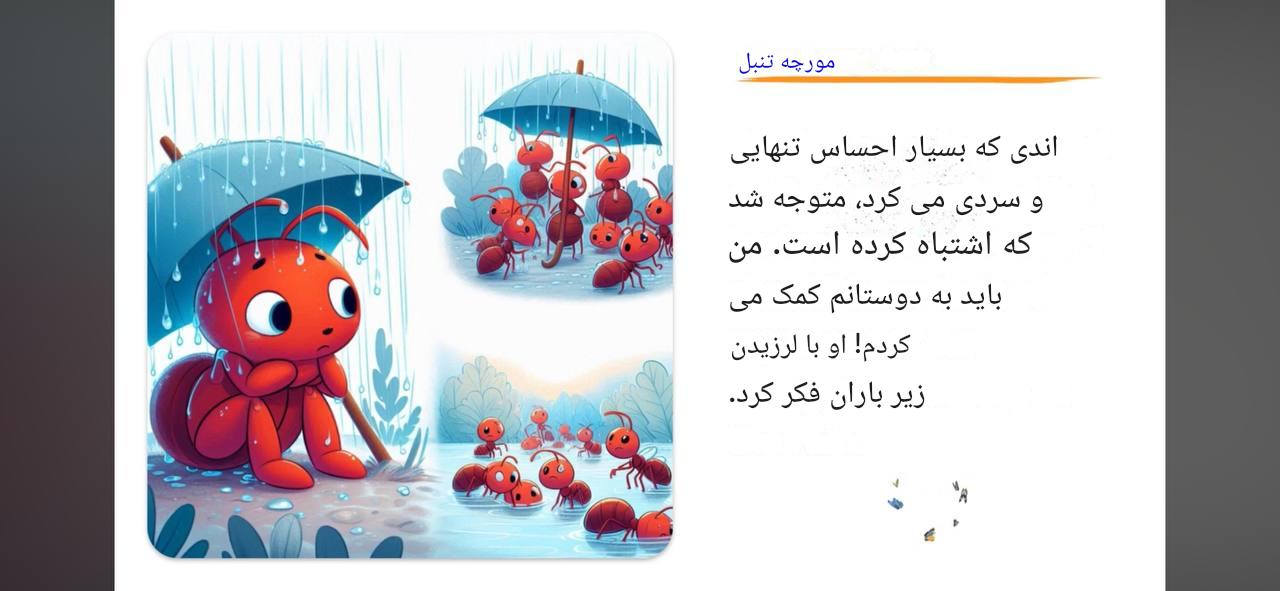 مورچه تنبل
اندی که بسیار احساس تنهایی
و سردی می کرد، متوجه شد
که اشتباه کرده است. من
باید به دوستانم کمک می
کردم! او با لرزیدن
زیر باران فکر کرد.